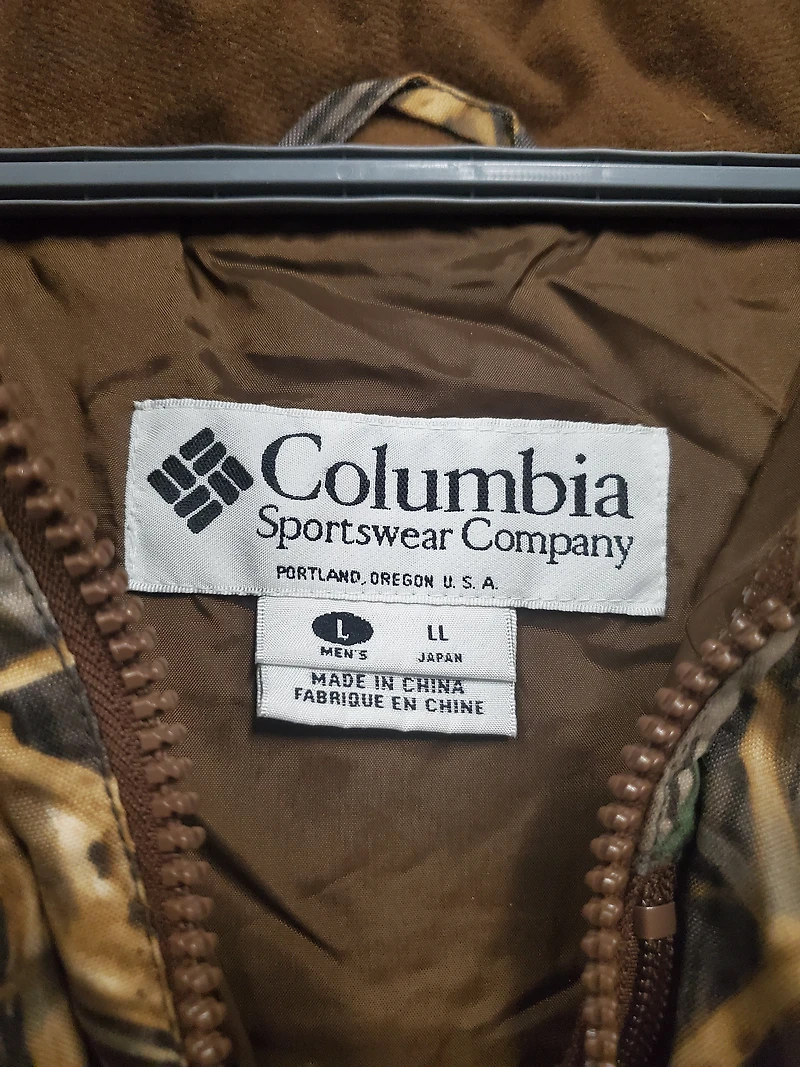 Columbia
Sportswear Company
PORTLAND, OREGON U. S. A.
L LL
MEN'S JAPAN
MADE IN CHINA
FABRIQUE EN CHINE